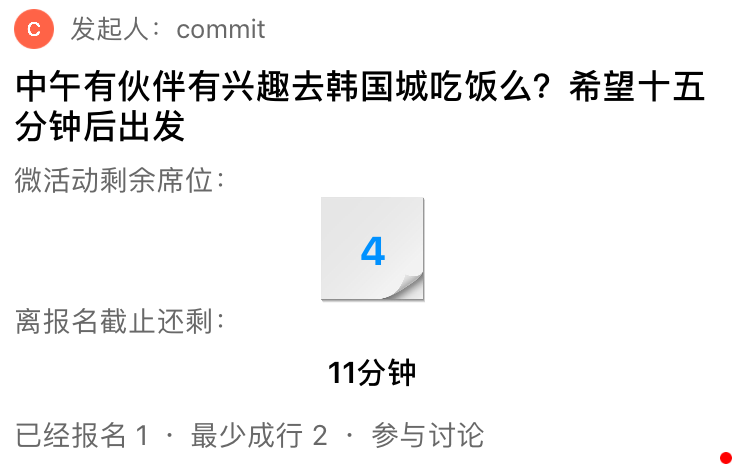 C 发起人：commit
中午有伙伴有兴趣去韩国城吃饭么？希望十五
分钟后出发
微活动剩余席位：
4
离报名截止还剩：
11分钟
已经报名 1 · 最少成行 2 · 参与讨论